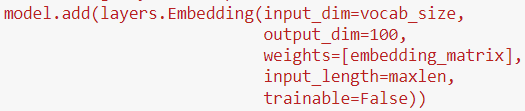 model.add(layers.Embedding(input_dim=vocab_size,
output_dim=100,
weights=[embedding_matrix],
input_length=maxlen,
trainable=False))